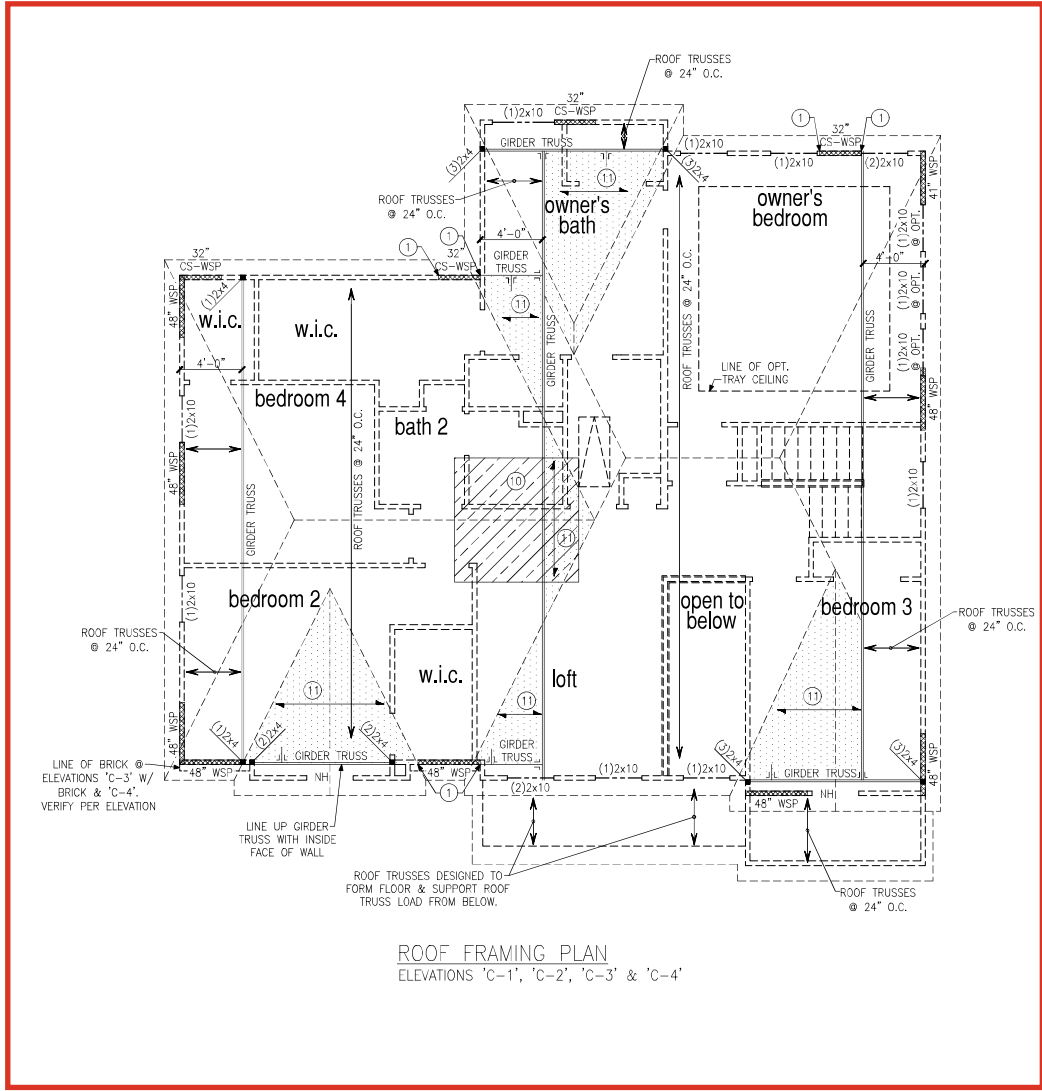 ROOF TRUSSES
@ 24" O.C.
32"
CS-WSP
(1)2x10
GIRDER TRUSS
(3)2x4
11
ROOF TRUSSES
@ 24" O.C.
owner's
bath
4'-0"
GIRDER
TRUSS
1
1
32"
CS-WSP
11
GIRDER TRUSS
(3)2x4
(1)2x10
(1)2x10
1
1
32"
CS-WSP
(2)2x10
41" WSP
owner's
bedroom
(1)2x10
@ OPT.
(1)2x10
@ OPT.
(1)2x10
@ OPT.
4'-0"
GIRDER TRUSS
ROOF TRUSSES @ 24" O.C.
LINE OF OPT.
TRAY CEILING
48" WSP
(1)2x10
32"
CS-WSP
48" WSP
(1)2x4
w.i.c.
w.i.c.
4'-0"
bedroom 4
bath 2
(1)2x10
48" WSP
GIRDER TRUSS
ROOF TRUSSES @ 24" O.C.
10
11
bedroom 2
(1)2x10
ROOF TRUSSES
@ 24" O.C.
11
w.i.c.
loft
11
open to
below
bedroom 3
ROOF TRUSSES
@ 24" O.C.
11
48" WSP
(1)2x4
(2)2x4
(2)2x4
GIRDER TRUSS
GIRDER
TRUSS
(3)2x4
GIRDER TRUSS
(3)2x4
48" WSP
LINE OF BRICK @
ELEVATIONS 'C-3' W/
BRICK & 'C-4'.
VERIFY PER ELEVATION
48" WSP
NH
48" WSP
1
(2)2x10
(1)2x10
(1)2x10
48" WSP
NH
LINE UP GIRDER
TRUSS WITH INSIDE
FACE OF WALL
ROOF TRUSSES DESIGNED TO
FORM FLOOR & SUPPORT ROOF
TRUSS LOAD FROM BELOW.
ROOF TRUSSES
@ 24" O.C.
ROOF FRAMING PLAN
ELEVATIONS 'C-1', 'C-2', 'C-3' & 'C-4'